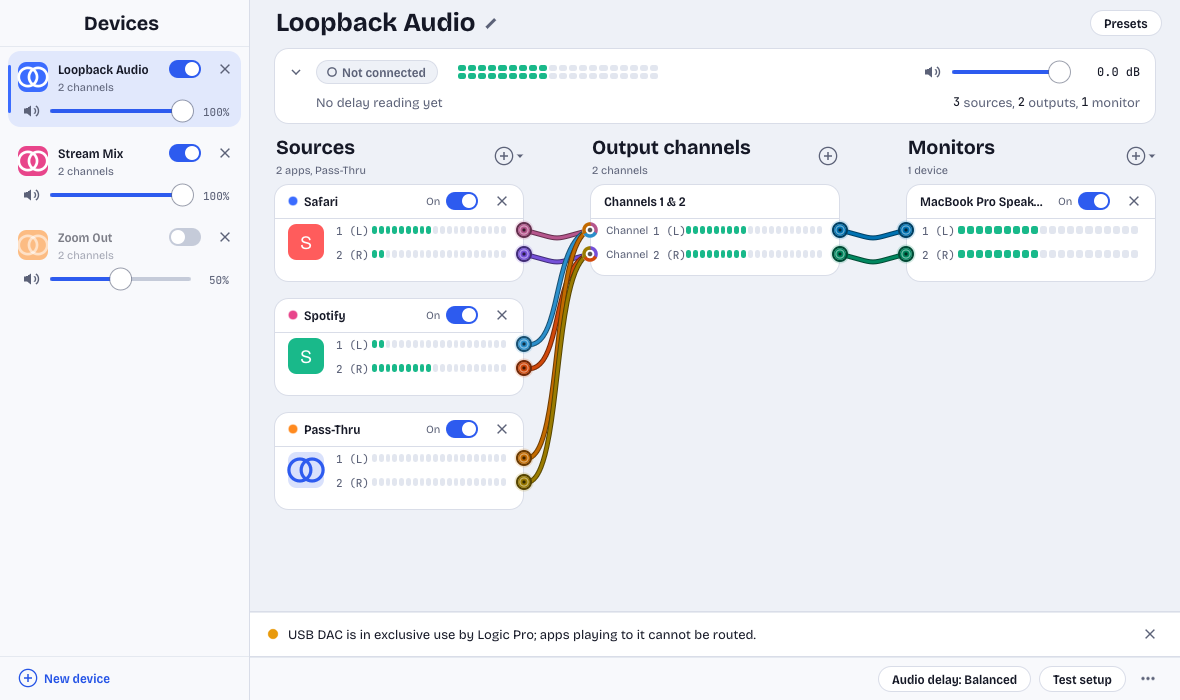 Devices
Loopback Audio
2 channels
100%
Stream Mix
2 channels
100%
Zoom Out
2 channels
50%
New device
Loopback Audio
Presets
Not connected
0.0 dB
No delay reading yet
3 sources, 2 outputs, 1 monitor
Sources
2 apps, Pass-Thru
Safari
On
S
1 (L)
2 (R)
Spotify
On
S
1 (L)
2 (R)
Pass-Thru
On
1 (L)
2 (R)
Output channels
2 channels
Channels 1 & 2
Channel 1 (L)
Channel 2 (R)
Monitors
1 device
MacBook Pro Speak...
On
1 (L)
2 (R)
USB DAC is in exclusive use by Logic Pro; apps playing to it cannot be routed.
Audio delay: Balanced
Test setup